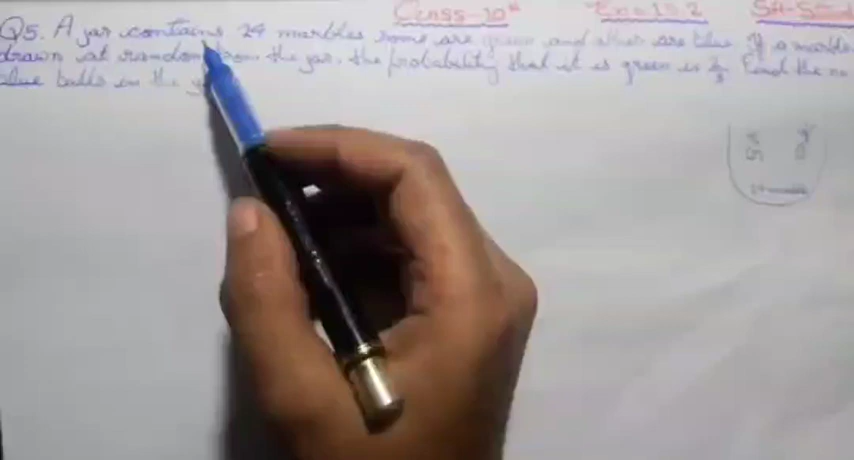 Class-10th Ex-15.2
Q5. A jar contains 24 marbles some are green and other are blue. If a marble
drawn at random from the jar, the probability that it is green is 2/3 Find the no
blue balls in the
24 marbles